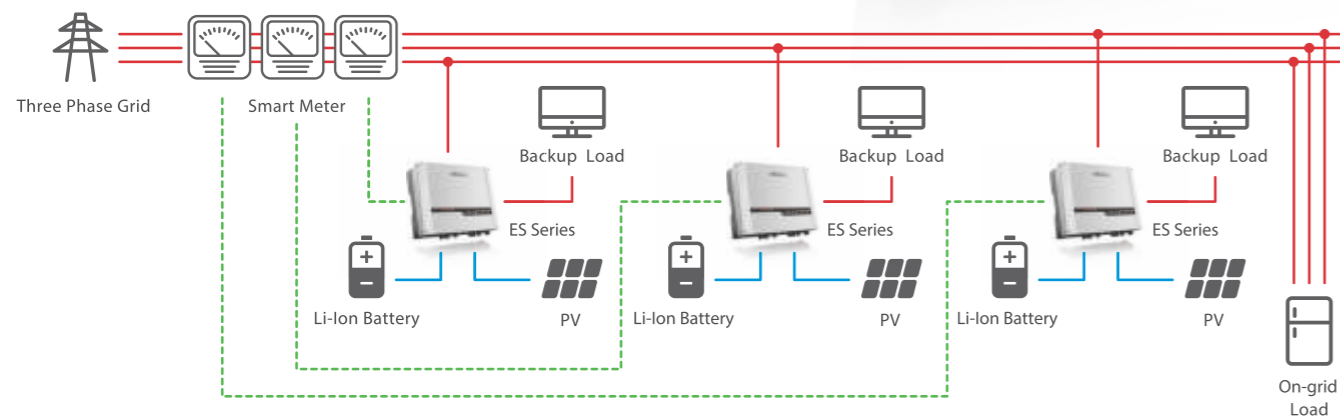 Three Phase Grid
Smart Meter
Backup Load
Backup Load
Backup Load
ES Series
ES Series
ES Series
Li-Ion Battery
PV
Li-Ion Battery
PV
Li-Ion Battery
PV
On-grid
Load